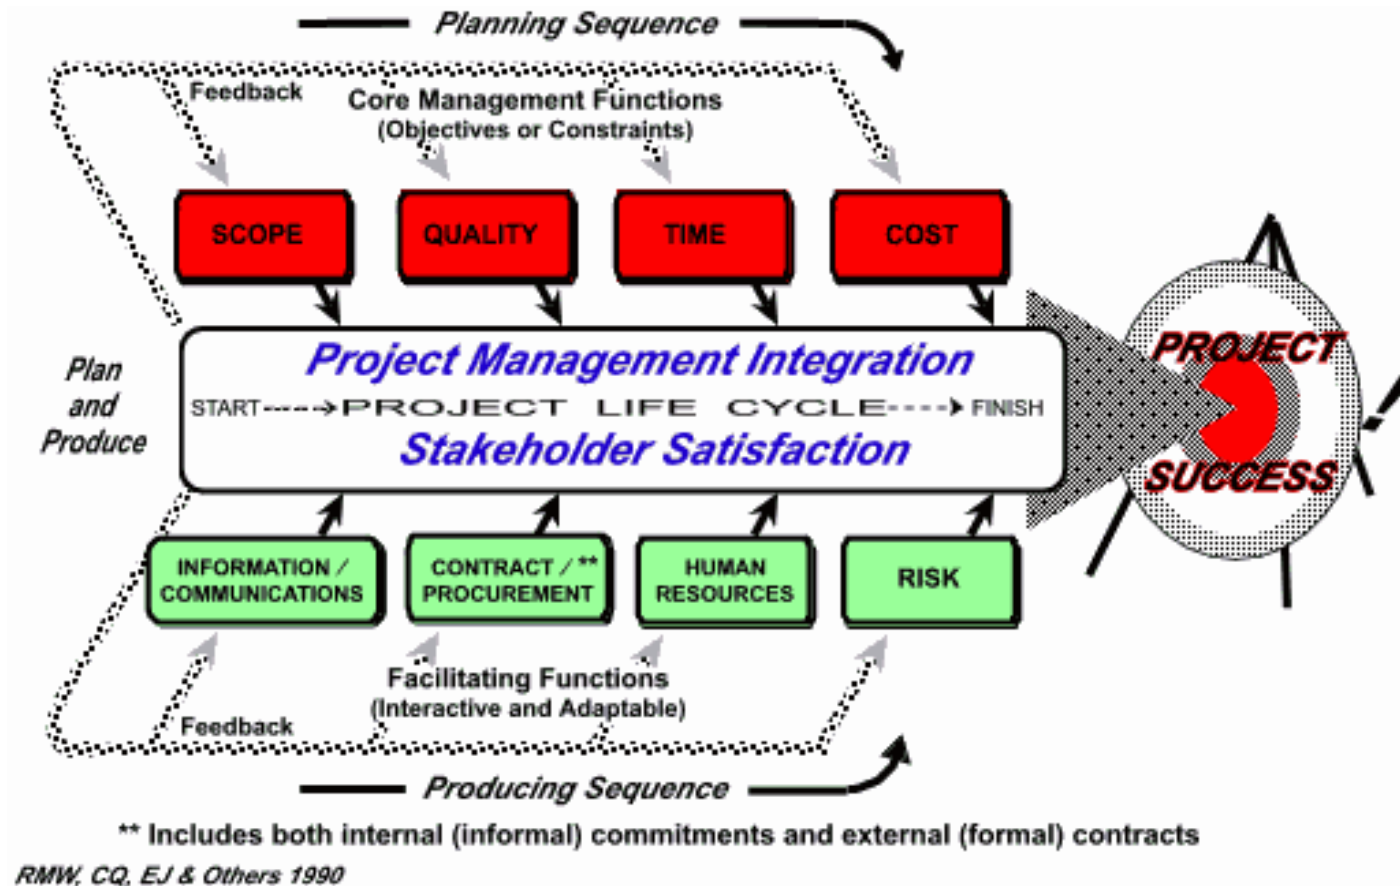 Planning Sequence
Feedback
Core Management Functions
(Objectives or Constraints)
SCOPE
QUALITY
TIME
COST
Plan
and
Produce
Project Management Integration
START PROJECT LIFE CYCLE FINISH
Stakeholder Satisfaction
PROJECT
SUCCESS
INFORMATION /
COMMUNICATIONS
CONTRACT / **
PROCUREMENT
HUMAN
RESOURCES
RISK
Facilitating Functions
(Interactive and Adaptable)
Feedback
Producing Sequence
** Includes both internal (informal) commitments and external (formal) contracts
RMW, CQ, EJ & Others 1990